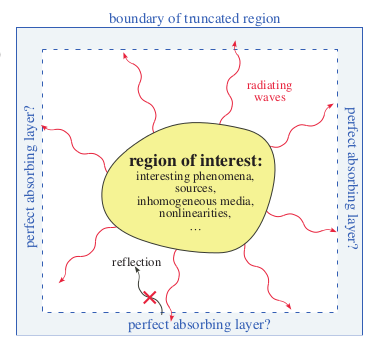 boundary of truncated region
radiating
waves
perfect absorbing layer?
perfect absorbing layer?
region of interest:
interesting phenomena,
sources,
inhomogeneous media,
nonlinearities,
...
reflection
perfect absorbing layer?